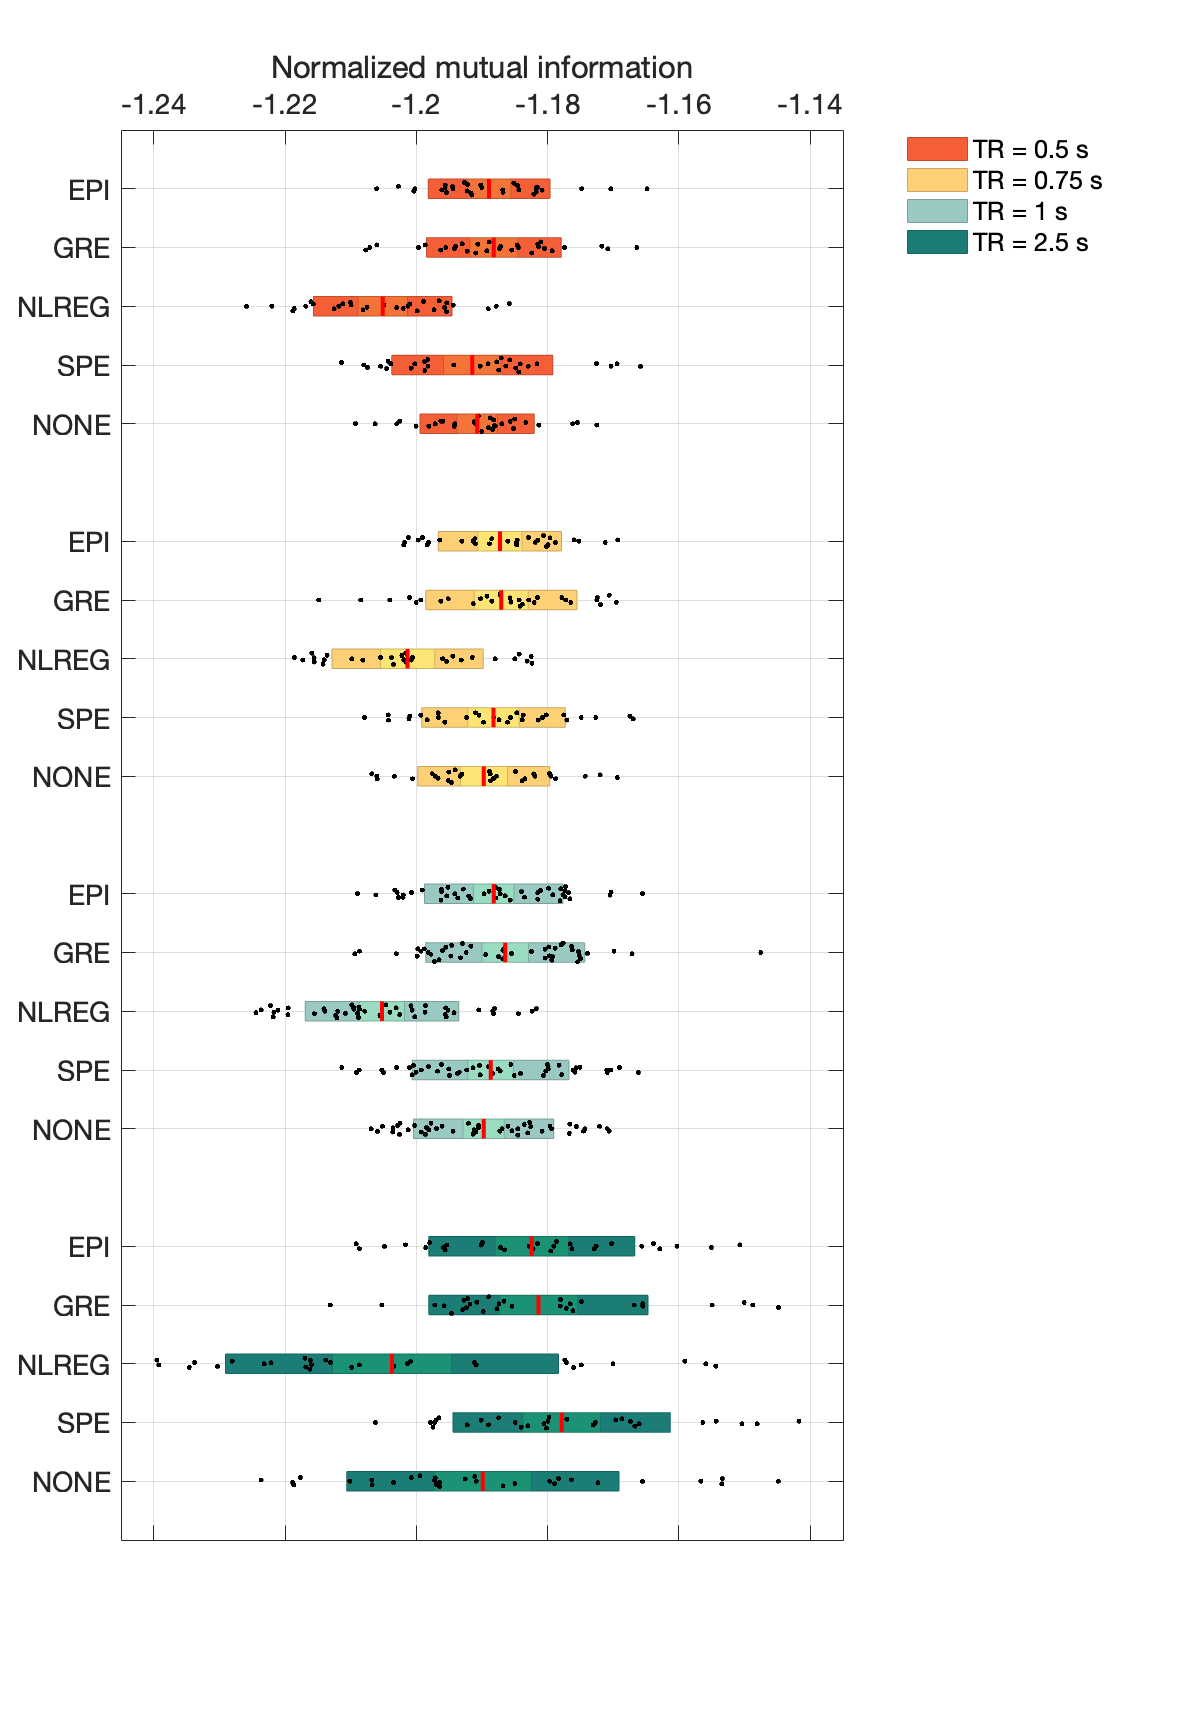 Normalized mutual information
-1.24 -1.22 -1.2 -1.18 -1.16 -1.14
TR = 0.5 s
TR = 0.75 s
TR = 1 s
TR = 2.5 s
EPI
GRE
NLREG
SPE
NONE
EPI
GRE
NLREG
SPE
NONE
EPI
GRE
NLREG
SPE
NONE
EPI
GRE
NLREG
SPE
NONE